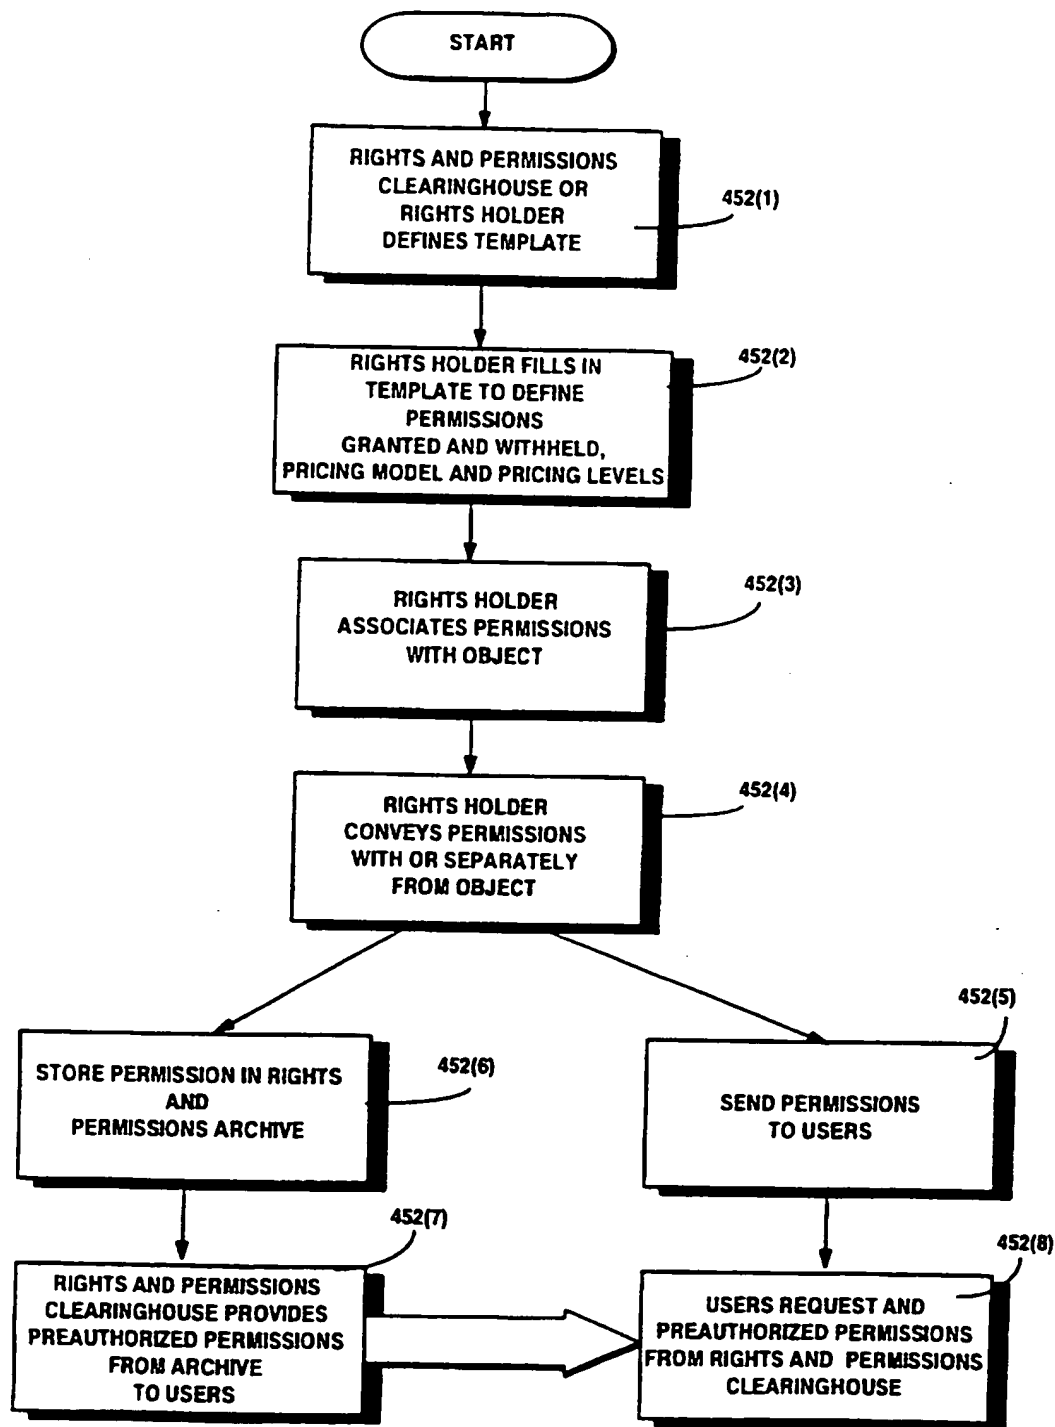 START
RIGHTS AND PERMISSIONS
CLEARINGHOUSE OR
RIGHTS HOLDER
DEFINES TEMPLATE
452(1)
RIGHTS HOLDER FILLS IN
TEMPLATE TO DEFINE
PERMISSIONS
GRANTED AND WITHHELD,
PRICING MODEL AND PRICING LEVELS
452(2)
RIGHTS HOLDER
ASSOCIATES PERMISSIONS
WITH OBJECT
452(3)
RIGHTS HOLDER
CONVEYS PERMISSIONS
WITH OR SEPARATELY
FROM OBJECT
452(4)
STORE PERMISSION IN RIGHTS
AND
PERMISSIONS ARCHIVE
452(6)
SEND PERMISSIONS
TO USERS
452(5)
RIGHTS AND PERMISSIONS
CLEARINGHOUSE PROVIDES
PREAUTHORIZED PERMISSIONS
FROM ARCHIVE
TO USERS
452(7)
USERS REQUEST AND
PREAUTHORIZED PERMISSIONS
FROM RIGHTS AND PERMISSIONS
CLEARINGHOUSE
452(8)